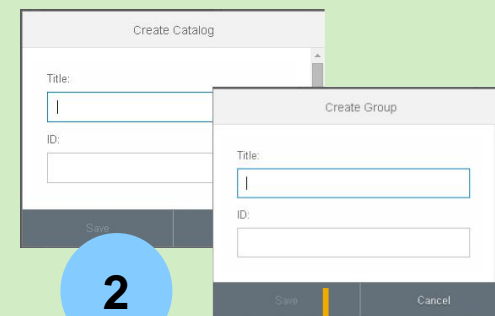 Create Catalog
Title:
ID:
Save
Create Group
Title:
ID:
Save
Cancel
2